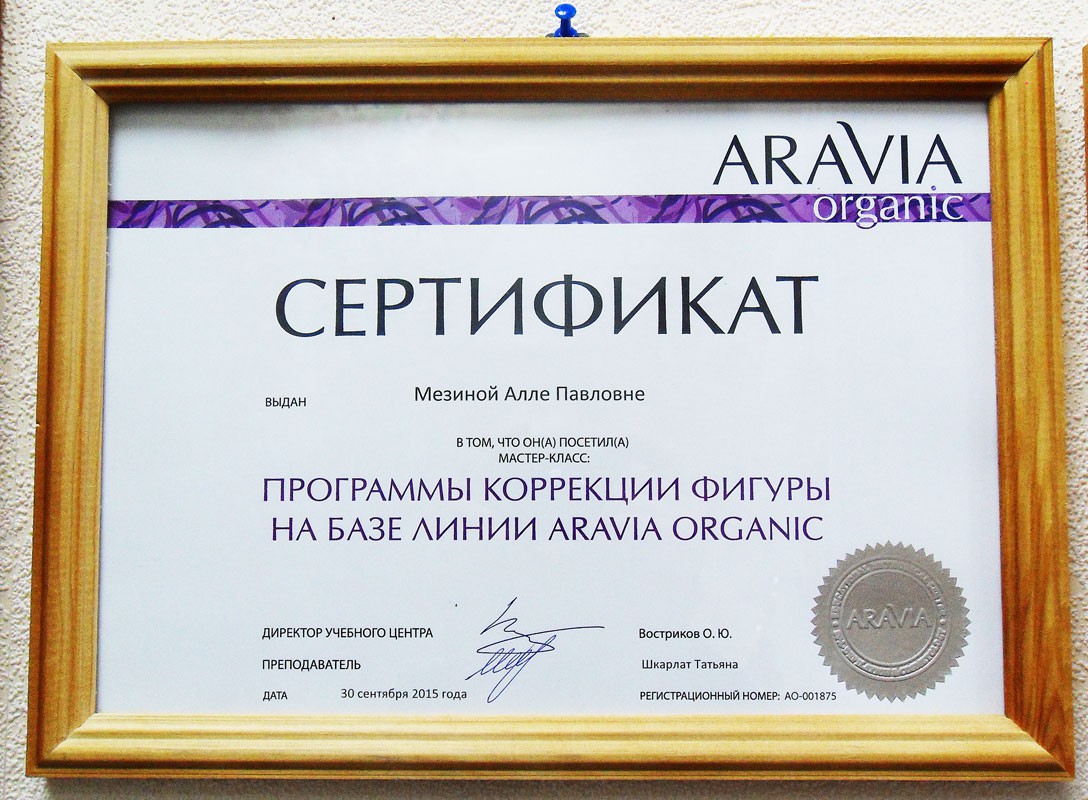 ARAVIA
organic
СЕРТИФИКАТ
ВЫДАН Мезиной Алле Павловне
В ТОМ, ЧТО ОН(А) ПОСЕТИЛ(А)
МАСТЕР-КЛАСС:
ПРОГРАММЫ КОРРЕКЦИИ ФИГУРЫ
НА БАЗЕ ЛИНИИ ARAVIA ORGANIC
ДИРЕКТОР УЧЕБНОГО ЦЕНТРА Востриков О. Ю.
ПРЕПОДАВАТЕЛЬ Шкарлат Татьяна
ДАТА 30 сентября 2015 года РЕГИСТРАЦИОННЫЙ НОМЕР: АО-001875
ARAVIA